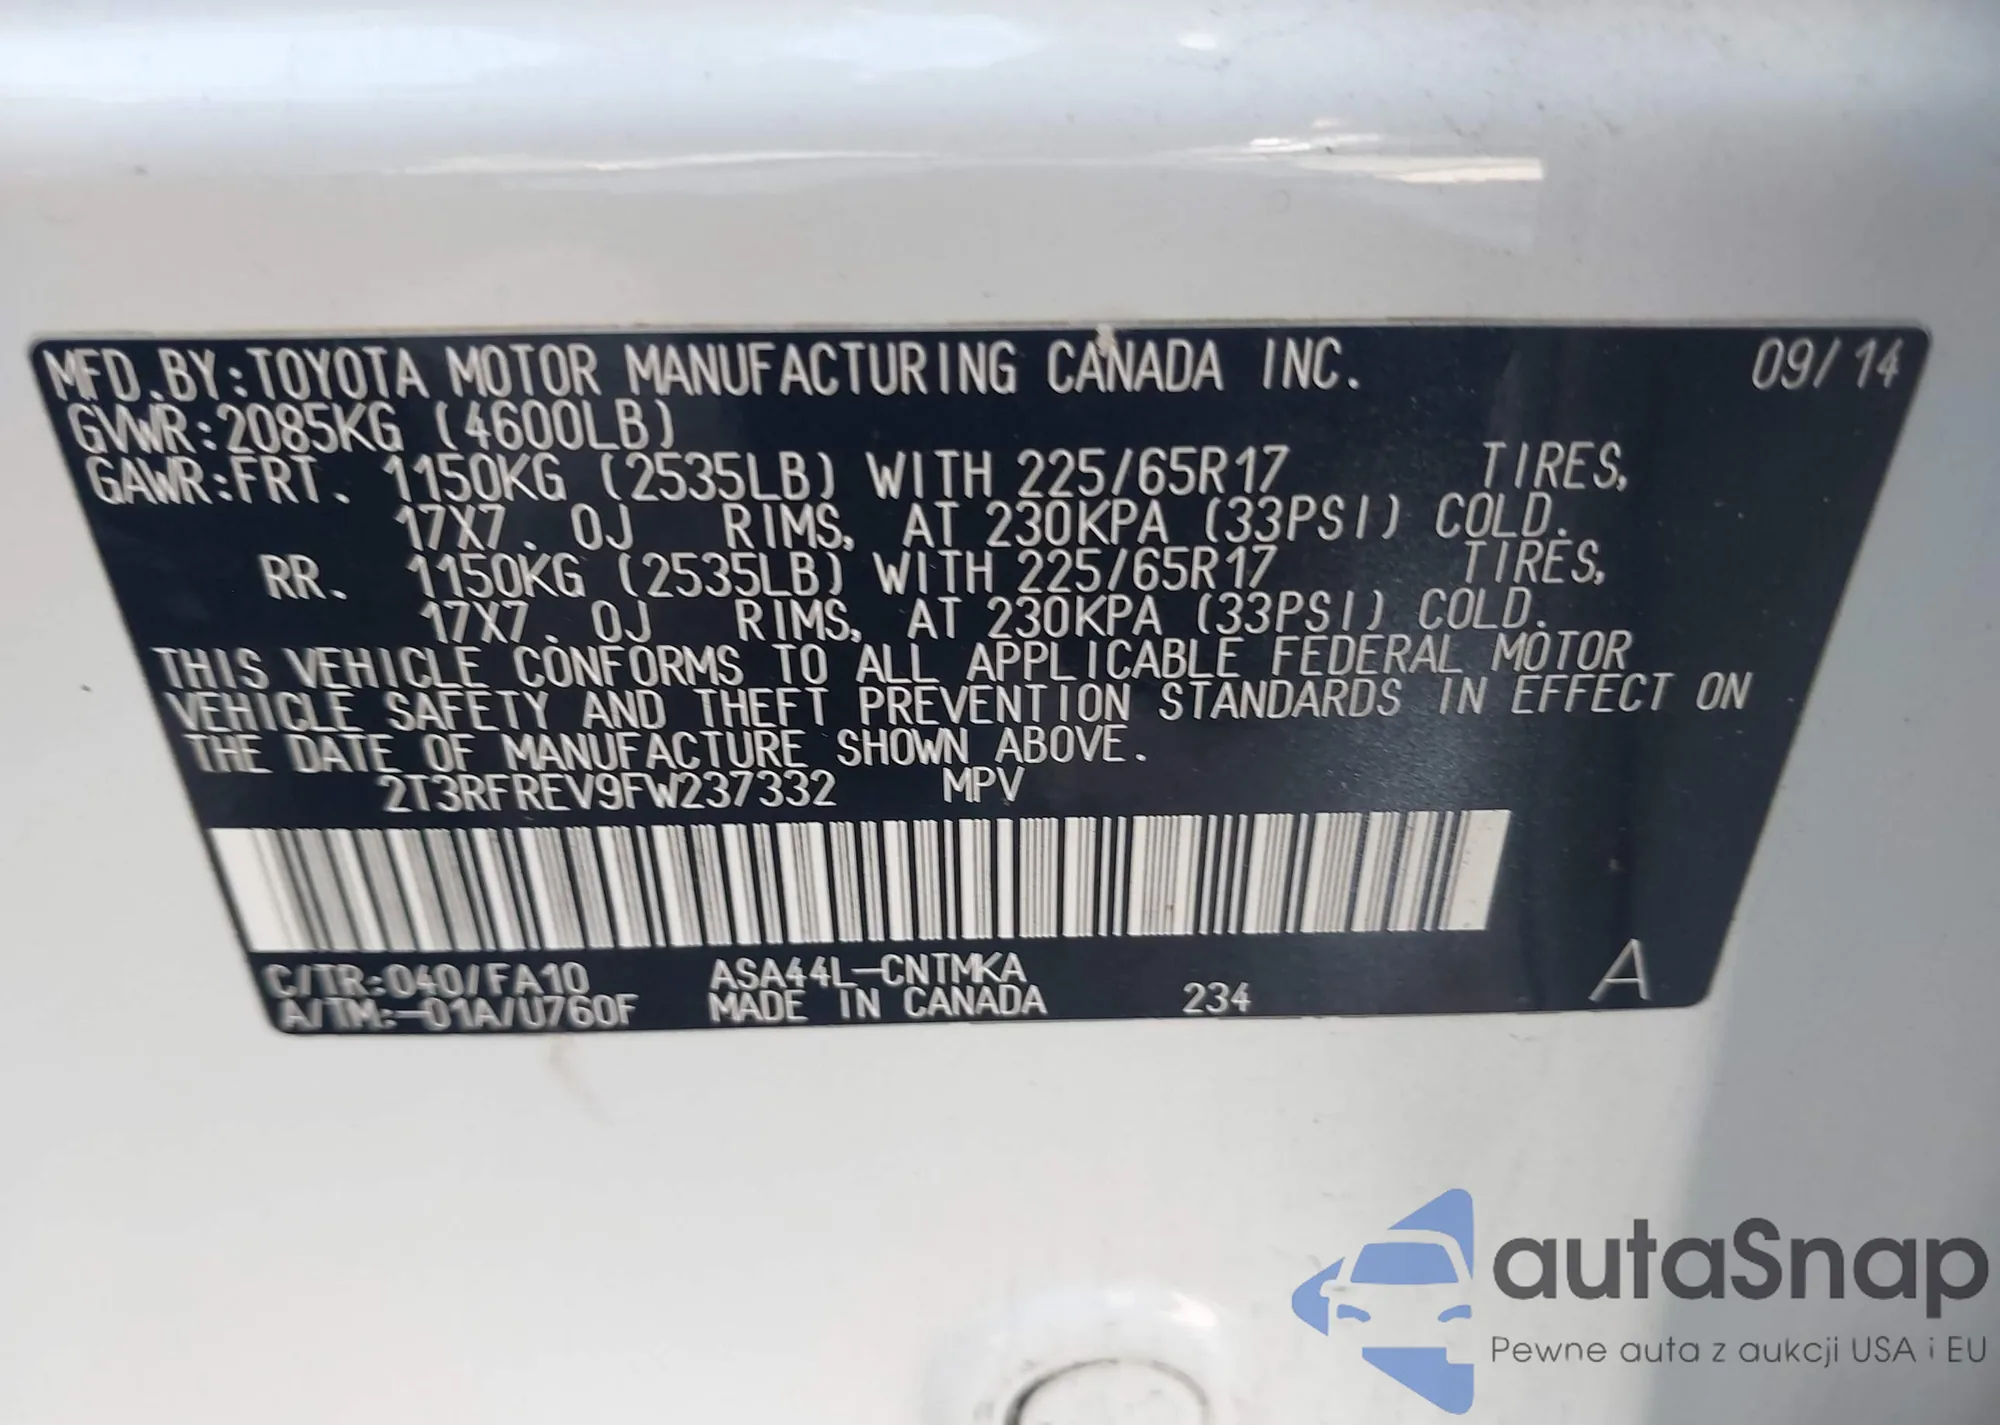 MFD.BY:TOYOTA MOTOR MANUFACTURING CANADA INC. 09/14
GVWR:2085KG (4600LB)
GAWR:FRT. 1150KG (2535LB) WITH 225/65R17 TIRES,
17X7.0J RIMS, AT 230KPA (33PSI) COLD.
RR. 1150KG (2535LB) WITH 225/65R17 TIRES,
17X7.0J RIMS, AT 230KPA (33PSI) COLD.
THIS VEHICLE CONFORMS TO ALL APPLICABLE FEDERAL MOTOR
VEHICLE SAFETY AND THEFT PREVENTION STANDARDS IN EFFECT ON
THE DATE OF MANUFACTURE SHOWN ABOVE.
2T3RFREV9FW237332 MPV
C/TR:040/FA10 ASA44L-CNTMKA
A/TM:-01A/U760F MADE IN CANADA 234 A
autaSnap
Pewne auta z aukcji USA i EU